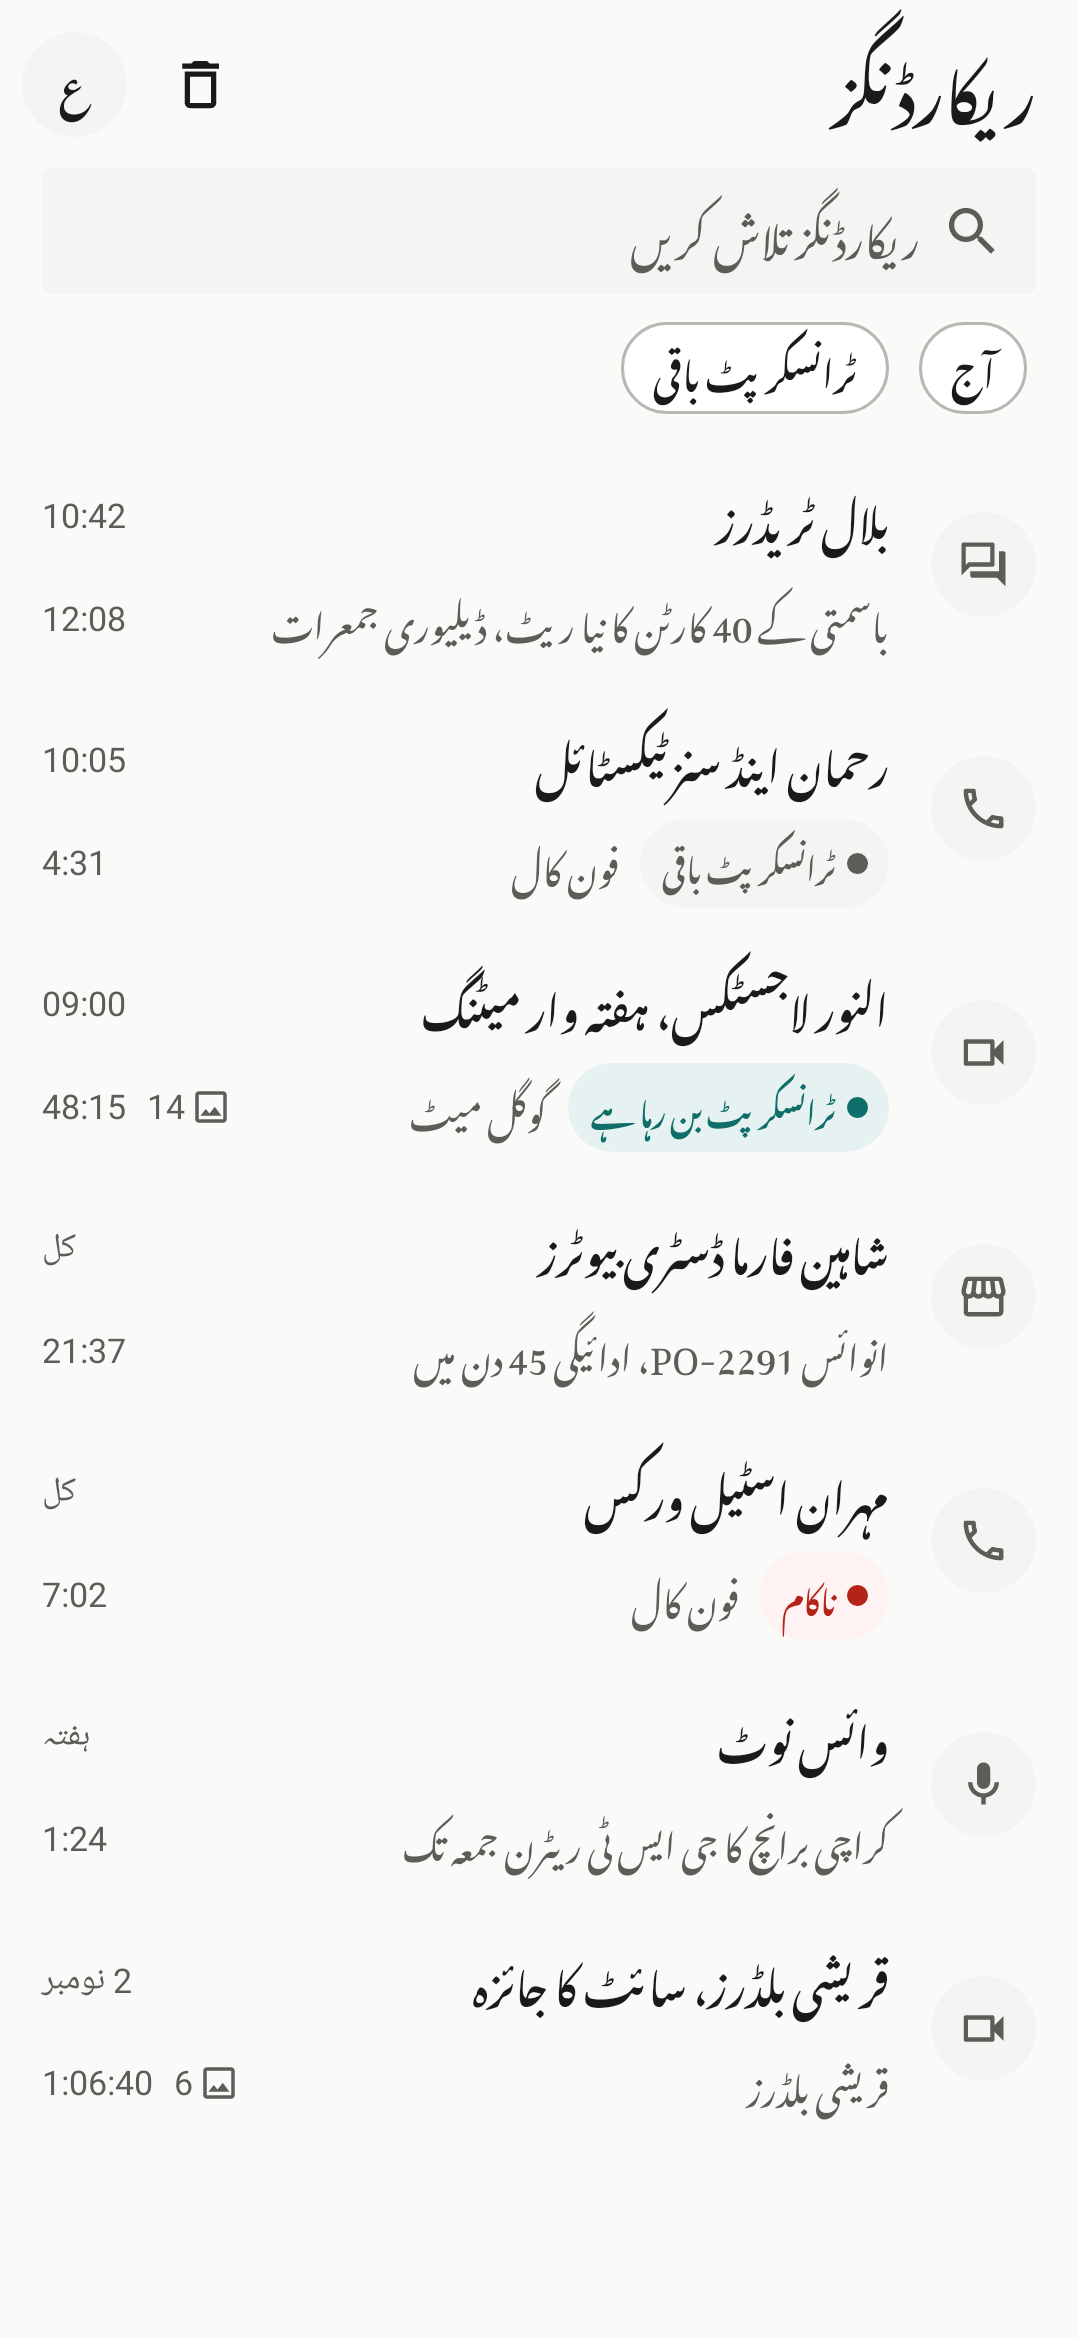 ریکارڈنگز
ع
ریکارڈنگز تلاش کریں
آج
ٹرانسکرپٹ باقی
بلال ٹریڈرز
10:42
باسمتی کے 40 کارٹن کا نیا ریٹ، ڈیلیوری جمعرات
12:08
رحمان اینڈ سنز ٹیکسٹائل
10:05
ٹرانسکرپٹ باقی
فون کال
4:31
النور لاجسٹکس، ہفتہ وار میٹنگ
09:00
ٹرانسکرپٹ بن رہا ہے
گوگل میٹ
14
48:15
شاہین فارما ڈسٹری بیوٹرز
کل
انوائس PO-2291، ادائیگی 45 دن میں
21:37
مہران اسٹیل ورکس
کل
ناکام
فون کال
7:02
وائس نوٹ
ہفتہ
کراچی برانچ کا جی ایس ٹی ریٹرن جمعہ تک
1:24
قریشی بلڈرز، سائٹ کا جائزہ
2 نومبر
قریشی بلڈرز
6
1:06:40